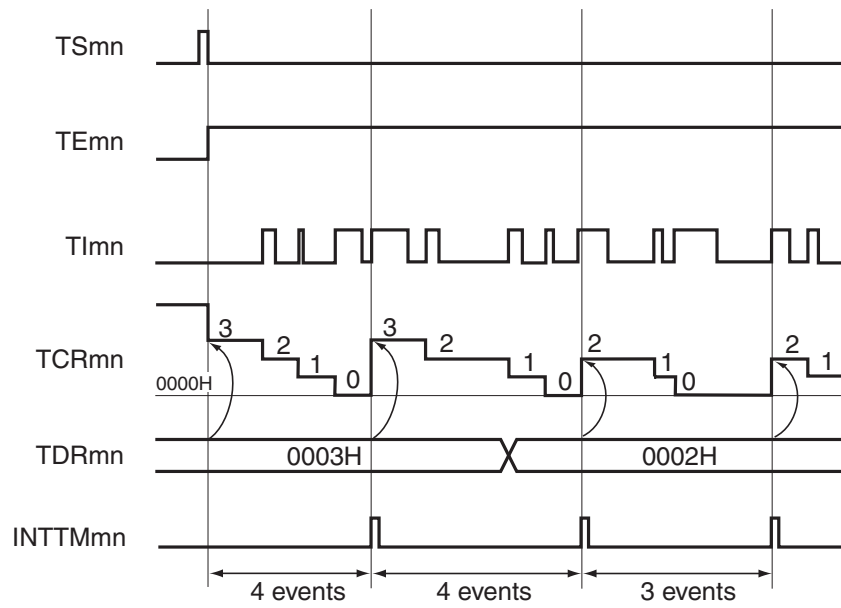 TSmn
TEmn
TImn
3 2 1 0 3 2 1 0 2 1 0 2 1
TCRmn
0000H
TDRmn 0003H 0002H
INTTMmn
4 events 4 events 3 events